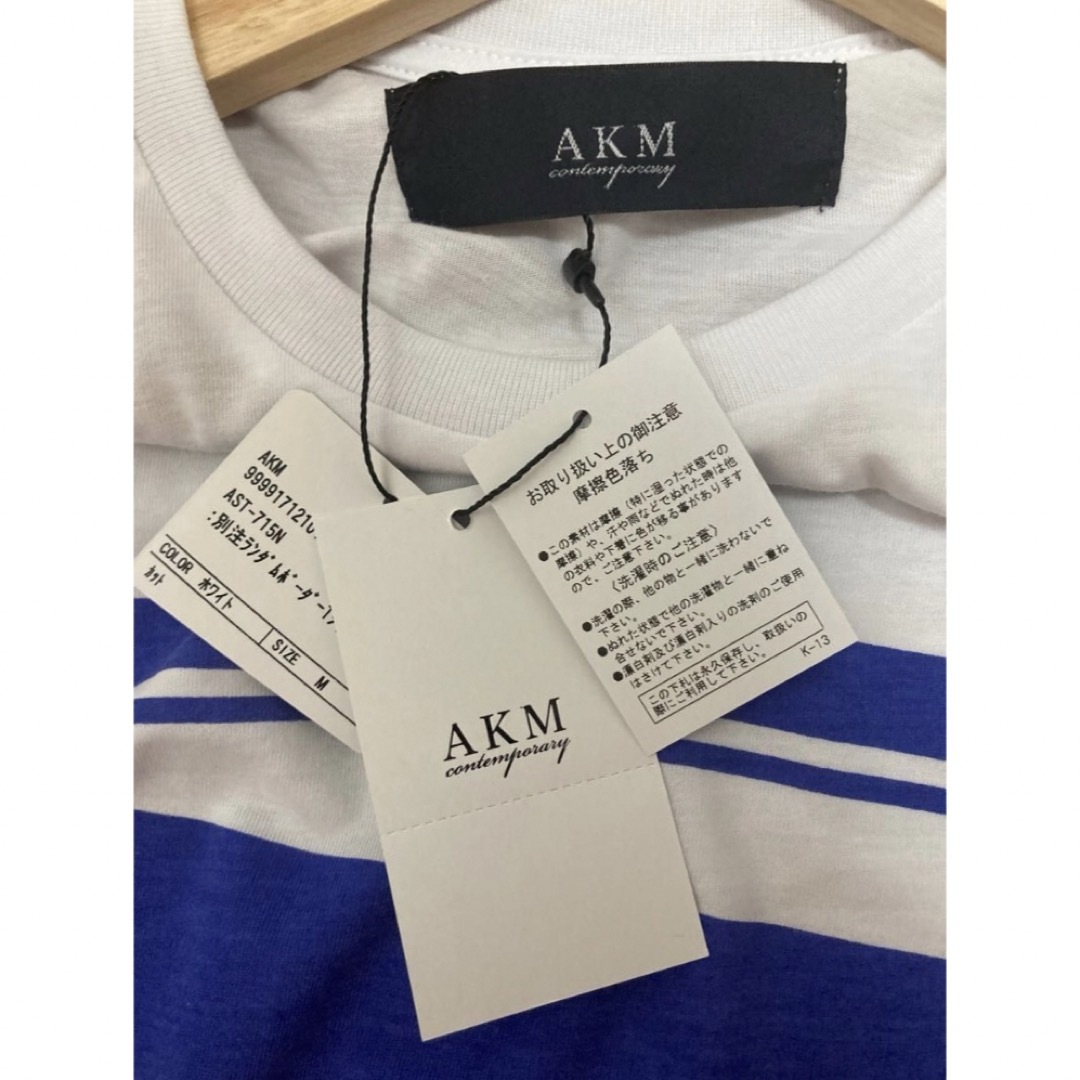 AKM
contemporary
AKM
9999171210
AST-715N
:別注ランダムボーダーT
COLOR ホワイト
SIZE M
カット
AKM
contemporary
お取り扱い上の御注意
摩擦色落ち
●この素材は摩擦（特に湿った状態での
摩擦）や、汗や雨などでぬれた時は他
の衣料や下着に色が移る事があります
ので、ご注意下さい。
〈洗濯時のご注意〉
●洗濯の際、他の物と一緒に洗わないで
下さい。
●ぬれた状態で他の洗濯物と一緒に重ね
合せないで下さい。
●漂白剤及び漂白剤入りの洗剤のご使用
はさけて下さい。
この下札は永久保存し、取扱いの
際にご利用して下さい。
K-13